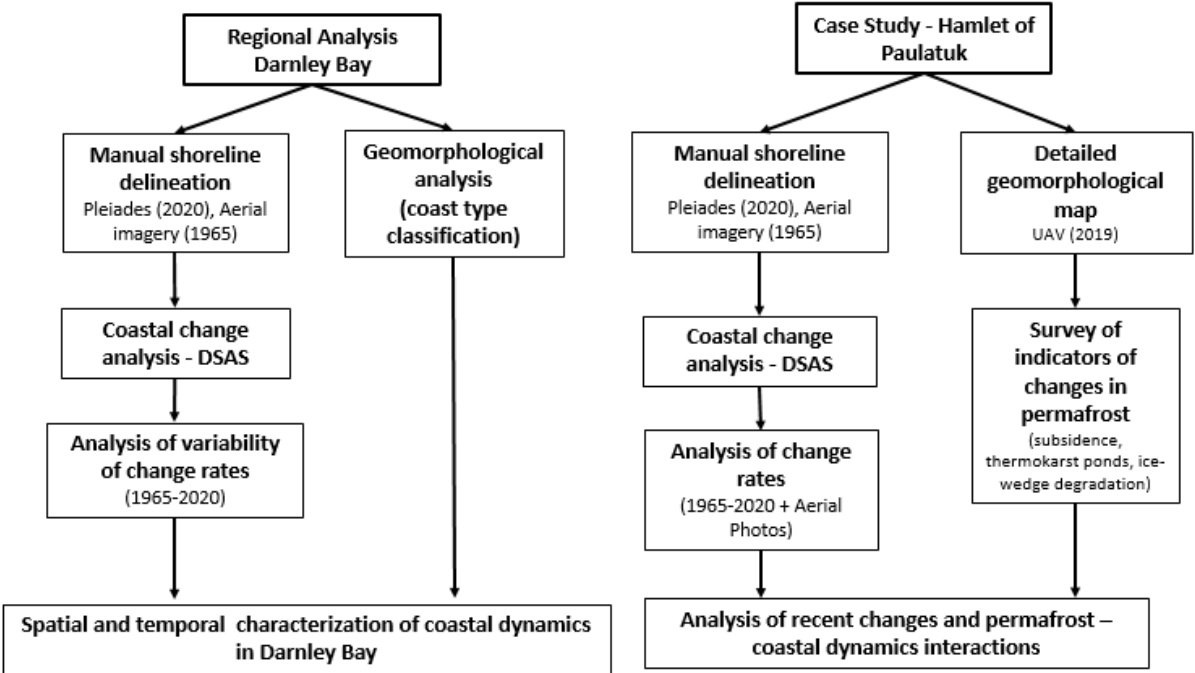 Regional Analysis
Darnley Bay
Manual shoreline
delineation
Pleiades (2020), Aerial
imagery (1965)
Geomorphological
analysis
(coast type
classification)
Coastal change
analysis - DSAS
Analysis of variability
of change rates
(1965-2020)
Spatial and temporal characterization of coastal dynamics
in Darnley Bay
Case Study - Hamlet of
Paulatuk
Manual shoreline
delineation
Pleiades (2020), Aerial
imagery (1965)
Detailed
geomorphological
map
UAV (2019)
Coastal change
analysis - DSAS
Survey of
indicators of
changes in
permafrost
(subsidence,
thermokarst ponds, ice-
wedge degradation)
Analysis of change
rates
(1965-2020 + Aerial
Photos)
Analysis of recent changes and permafrost –
coastal dynamics interactions